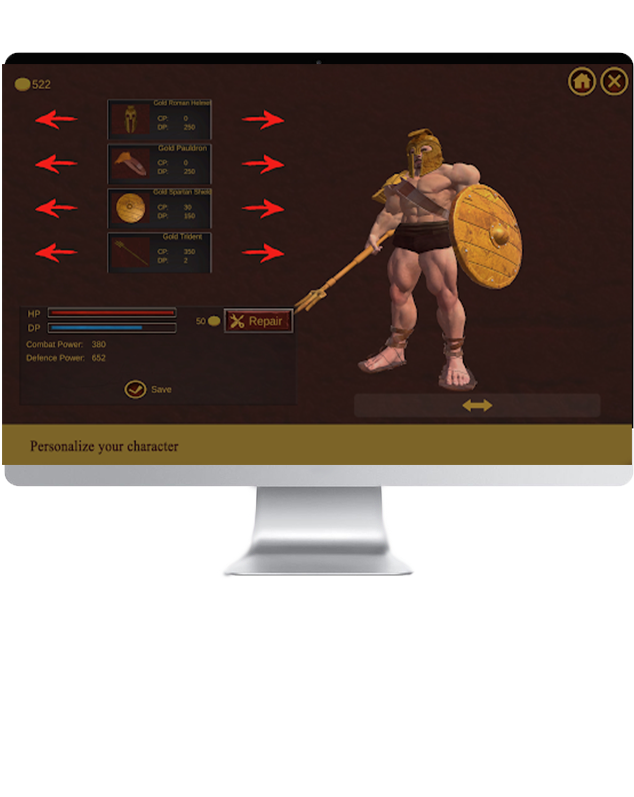 522
Gold Roman Helmet
CP: 0
DP: 250
Gold Pauldron
CP: 0
DP: 250
Gold Spartan Shield
CP: 30
DP: 150
Gold Trident
CP: 350
DP: 2
HP
DP
50 Repair
Combat Power: 380
Defence Power: 652
Save
Personalize your character